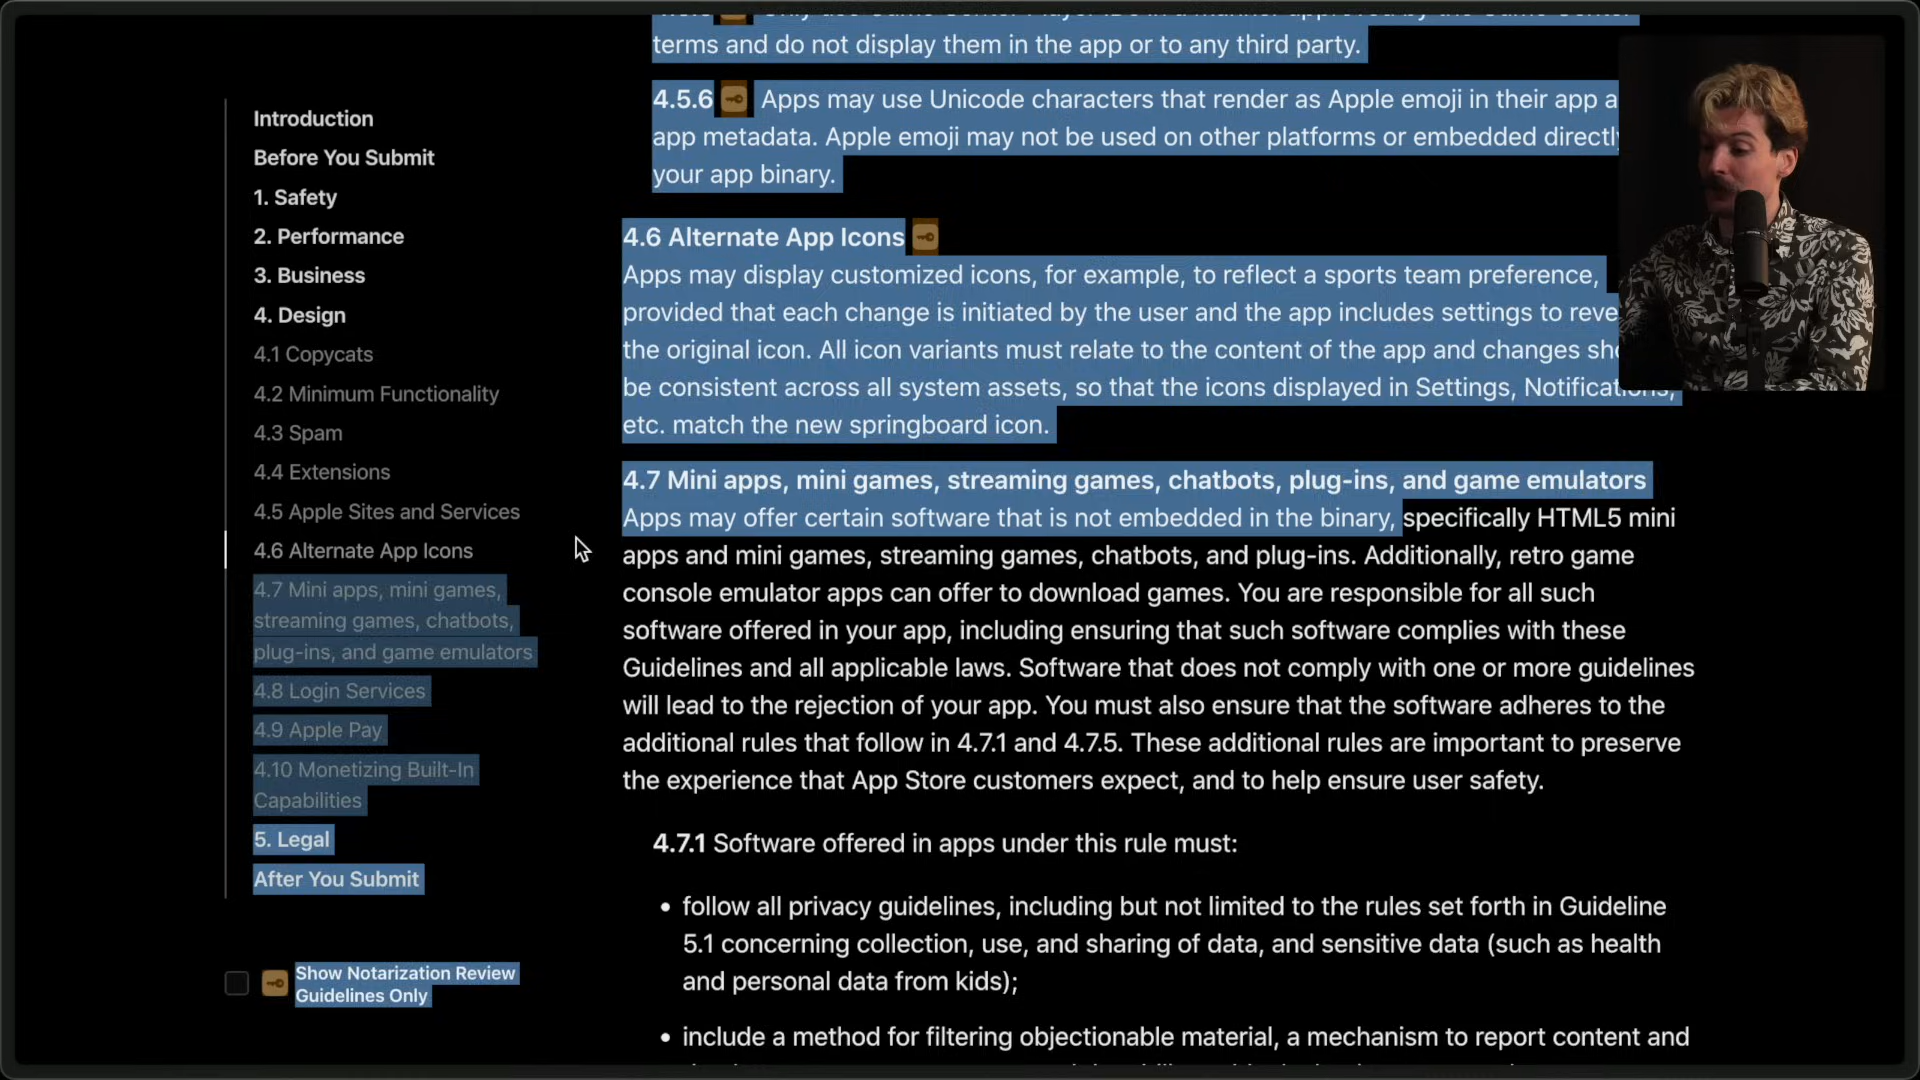 Introduction
Before You Submit
1. Safety
2. Performance
3. Business
4. Design
4.1 Copycats
4.2 Minimum Functionality
4.3 Spam
4.4 Extensions
4.5 Apple Sites and Services
4.6 Alternate App Icons
4.7 Mini apps, mini games,
streaming games, chatbots,
plug-ins, and game emulators
4.8 Login Services
4.9 Apple Pay
4.10 Monetizing Built-In
Capabilities
5. Legal
After You Submit
Show Notarization Review
Guidelines Only
terms and do not display them in the app or to any third party.
4.5.6 Apps may use Unicode characters that render as Apple emoji in their app
app metadata. Apple emoji may not be used on other platforms or embedded directly
your app binary.
4.6 Alternate App Icons
Apps may display customized icons, for example, to reflect a sports team preference,
provided that each change is initiated by the user and the app includes settings to
the original icon. All icon variants must relate to the content of the app and changes
be consistent across all system assets, so that the icons displayed in Settings, Notifications,
etc. match the new springboard icon.
4.7 Mini apps, mini games, streaming games, chatbots, plug-ins, and game emulators
Apps may offer certain software that is not embedded in the binary, specifically HTML5 mini
apps and mini games, streaming games, chatbots, and plug-ins. Additionally, retro game
console emulator apps can offer to download games. You are responsible for all such
software offered in your app, including ensuring that such software complies with these
Guidelines and all applicable laws. Software that does not comply with one or more guidelines
will lead to the rejection of your app. You must also ensure that the software adheres to the
additional rules that follow in 4.7.1 and 4.7.5. These additional rules are important to preserve
the experience that App Store customers expect, and to help ensure user safety.
4.7.1 Software offered in apps under this rule must:
• follow all privacy guidelines, including but not limited to the rules set forth in Guideline
5.1 concerning collection, use, and sharing of data, and sensitive data (such as health
and personal data from kids);
• include a method for filtering objectionable material, a mechanism to report content and